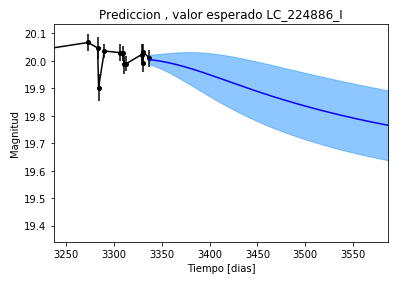 Prediccion , valor esperado LC_224886_I
20.1
20.0
19.9
19.8
19.7
19.6
19.5
19.4
Magnitud
3250 3300 3350 3400 3450 3500 3550
Tiempo [dias]